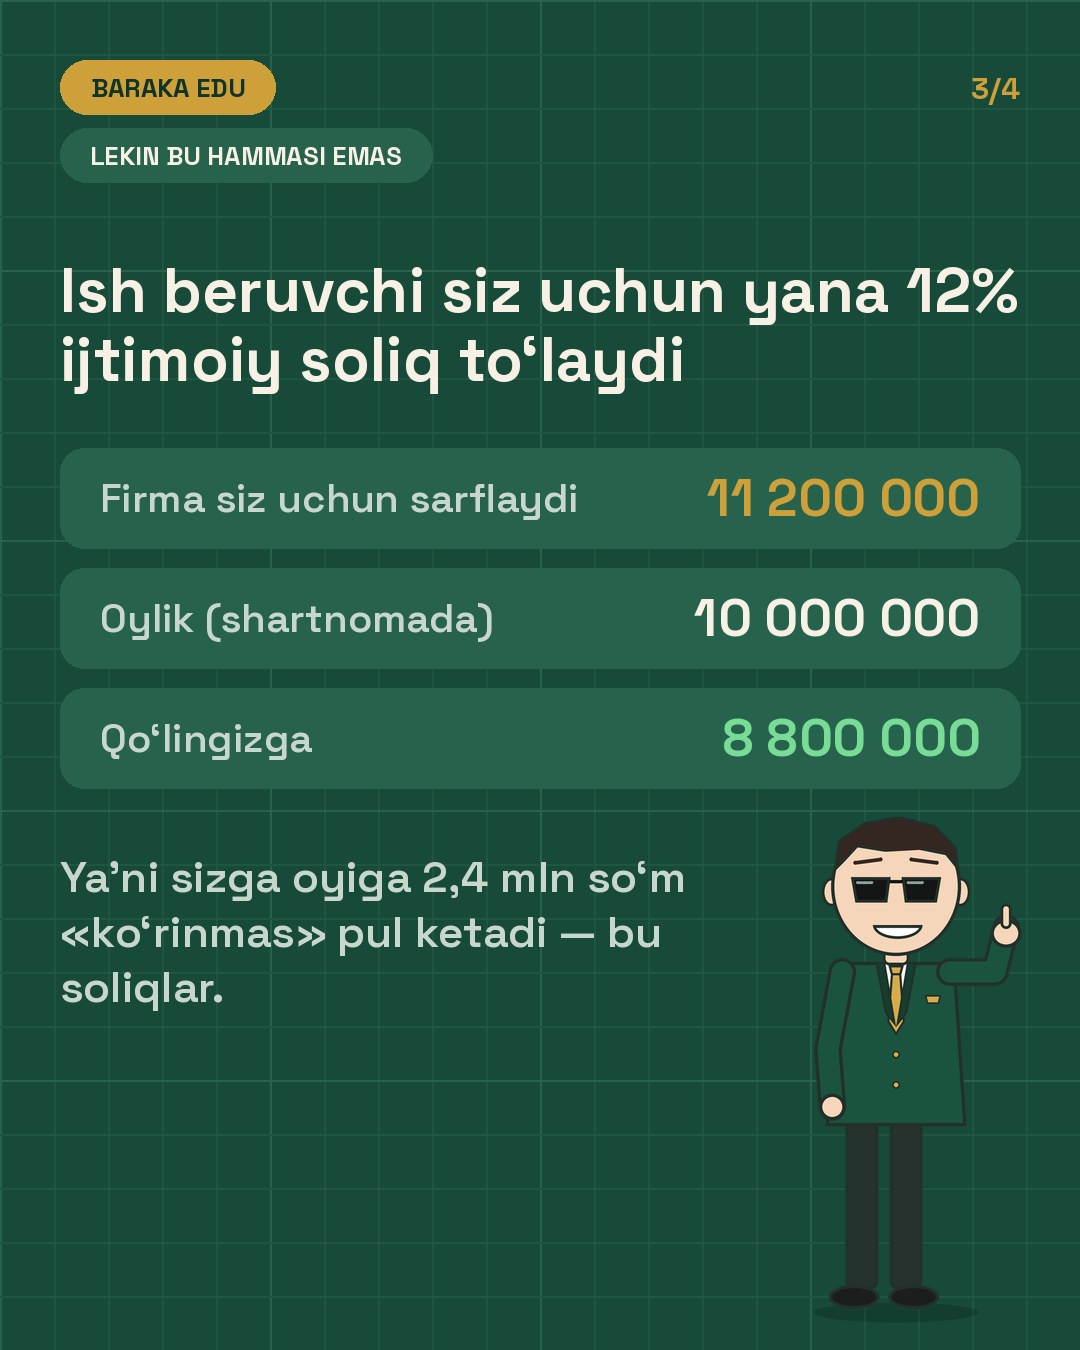 BARAKA EDU
3/4
LEKIN BU HAMMASI EMAS
Ish beruvchi siz uchun yana 12%
ijtimoiy soliq to‘laydi
Firma siz uchun sarflaydi 11 200 000
Oylik (shartnomada) 10 000 000
Qo‘lingizga 8 800 000
Ya’ni sizga oyiga 2,4 mln so‘m
«ko‘rinmas» pul ketadi — bu
soliqlar.